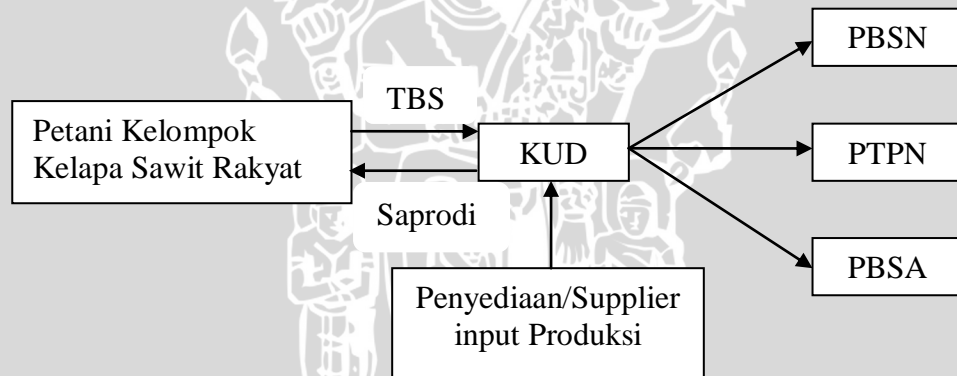 PBSN
TBS
Petani Kelompok
Kelapa Sawit Rakyat
KUD
PTPN
Saprodi
PBSA
Penyediaan/Supplier
input Produksi